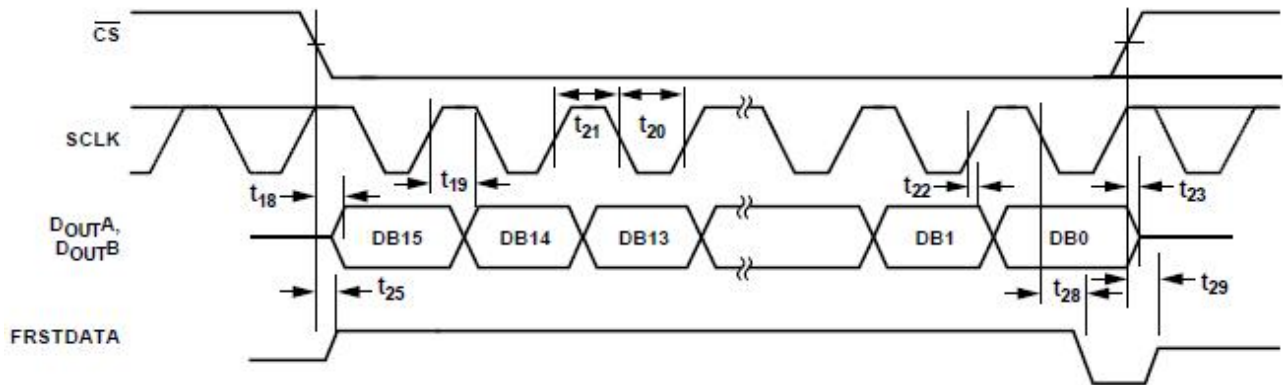 CS
SCLK
t21
t20
t19
t22
t18
t23
DOUTA,
DOUTB
DB15
DB14
DB13
DB1
DB0
t25
t28
t29
FRSTDATA